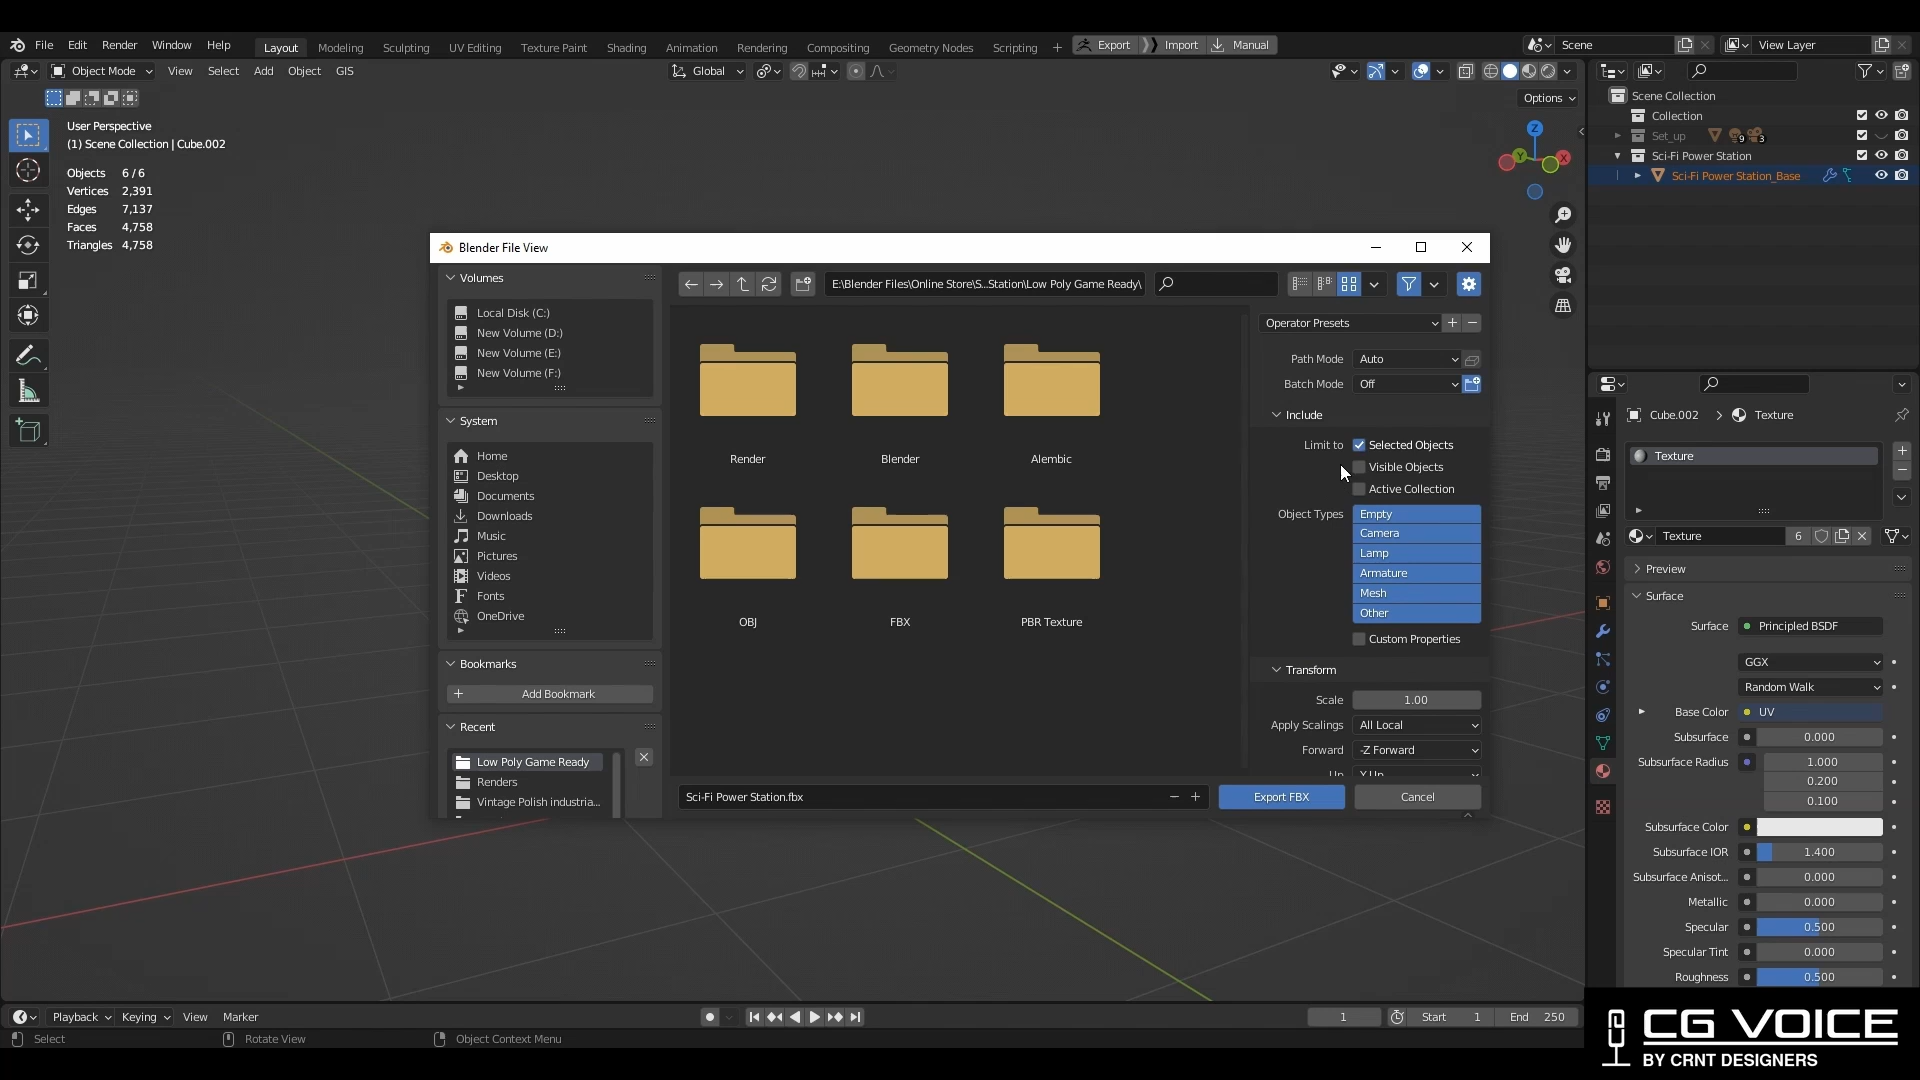 File Edit Render Window Help Layout Modeling Sculpting UV Editing Texture Paint Shading Animation Rendering Compositing Geometry Nodes Scripting + Export Import Manual Scene View Layer
Object Mode View Select Add Object GIS Global
Options
User Perspective
(1) Scene Collection | Cube.002
Objects 6/6
Vertices 2,391
Edges 7,137
Faces 4,758
Triangles 4,758
Z
Y X
Scene Collection
Collection
Set_up 9 3
Sci-Fi Power Station
Sci-Fi Power Station_Base
Blender File View
Volumes
Local Disk (C:)
New Volume (D:)
New Volume (E:)
New Volume (F:)
System
Home
Desktop
Documents
Downloads
Music
Pictures
Videos
Fonts
OneDrive
Bookmarks
Add Bookmark
Recent
Low Poly Game Ready
Renders
Vintage Polish industria...
E:\Blender Files\Online Store\S...Station\Low Poly Game Ready\
Render Blender Alembic
OBJ FBX PBR Texture
Operator Presets
Path Mode Auto
Batch Mode Off
Include
Limit to Selected Objects
Visible Objects
Active Collection
Object Types Empty
Camera
Lamp
Armature
Mesh
Other
Custom Properties
Transform
Scale 1.00
Apply Scalings All Local
Forward -Z Forward
Up Y Up
Sci-Fi Power Station.fbx
Export FBX Cancel
Cube.002 > Texture
Texture
Texture 6
Preview
Surface
Surface Principled BSDF
GGX
Random Walk
Base Color UV
Subsurface 0.000
Subsurface Radius 1.000
0.200
0.100
Subsurface Color
Subsurface IOR 1.400
Subsurface Anisot... 0.000
Metallic 0.000
Specular 0.500
Specular Tint 0.000
Roughness 0.500
Playback Keying View Marker 1 Start 1 End 250
Select Rotate View Object Context Menu
CG VOICE
BY CRNT DESIGNERS